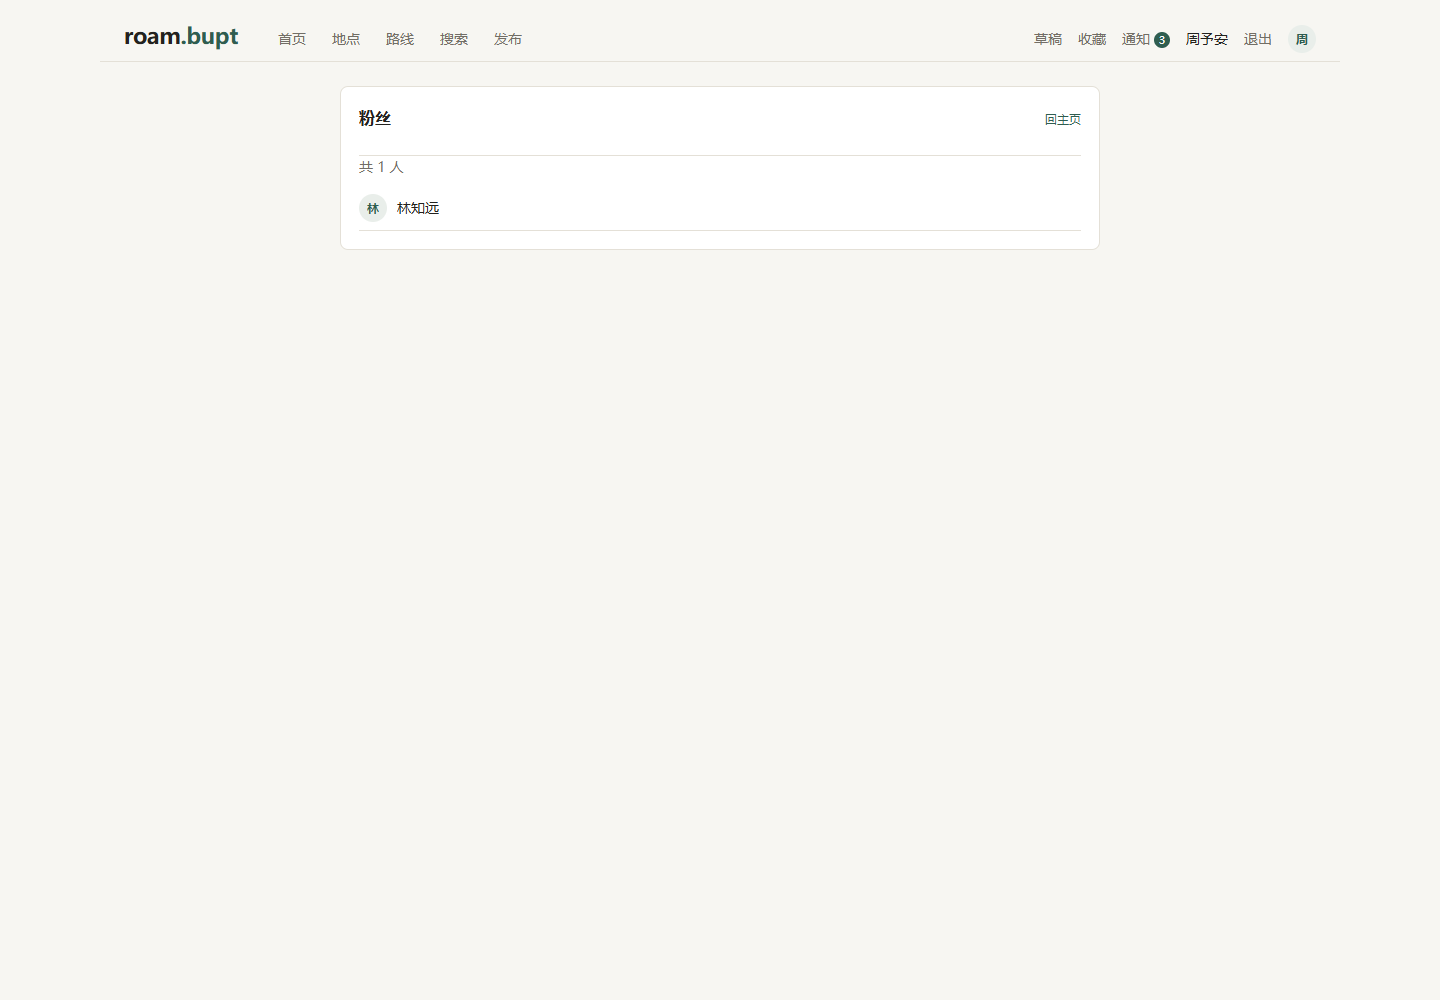 roam.bupt 首页 地点 路线 搜索 发布 草稿 收藏 通知 3 周予安 退出 周
粉丝 回主页
共 1 人
林 林知远